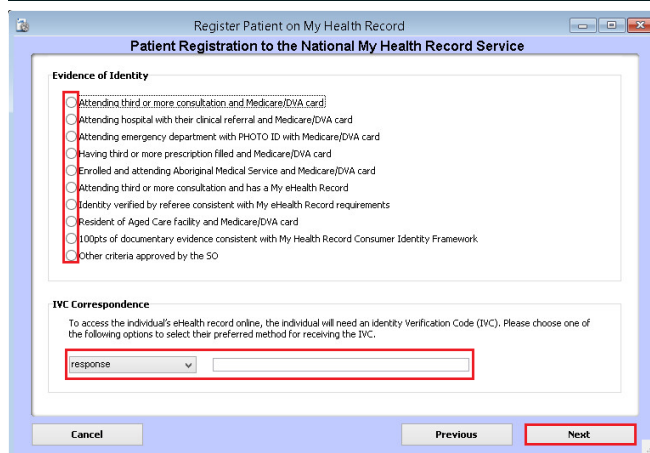 Register Patient on My Health Record
Patient Registration to the National My Health Record Service
Evidence of Identity
Attending third or more consultation and Medicare/DVA card
Attending hospital with their clinical referral and Medicare/DVA card
Attending emergency department with PHOTO ID with Medicare/DVA card
Having third or more prescription filled and Medicare/DVA card
Enrolled and attending Aboriginal Medical Service and Medicare/DVA card
Attending third or more consultation and has a My eHealth Record
Identity verified by referee consistent with My eHealth Record requirements
Resident of Aged Care facility and Medicare/DVA card
100pts of documentary evidence consistent with My Health Record Consumer Identity Framework
Other criteria approved by the SO
IVC Correspondence
To access the individual's eHealth record online, the individual will need an identity Verification Code (IVC). Please choose one of
the following options to select their preferred method for receiving the IVC.
response
Cancel Previous Next